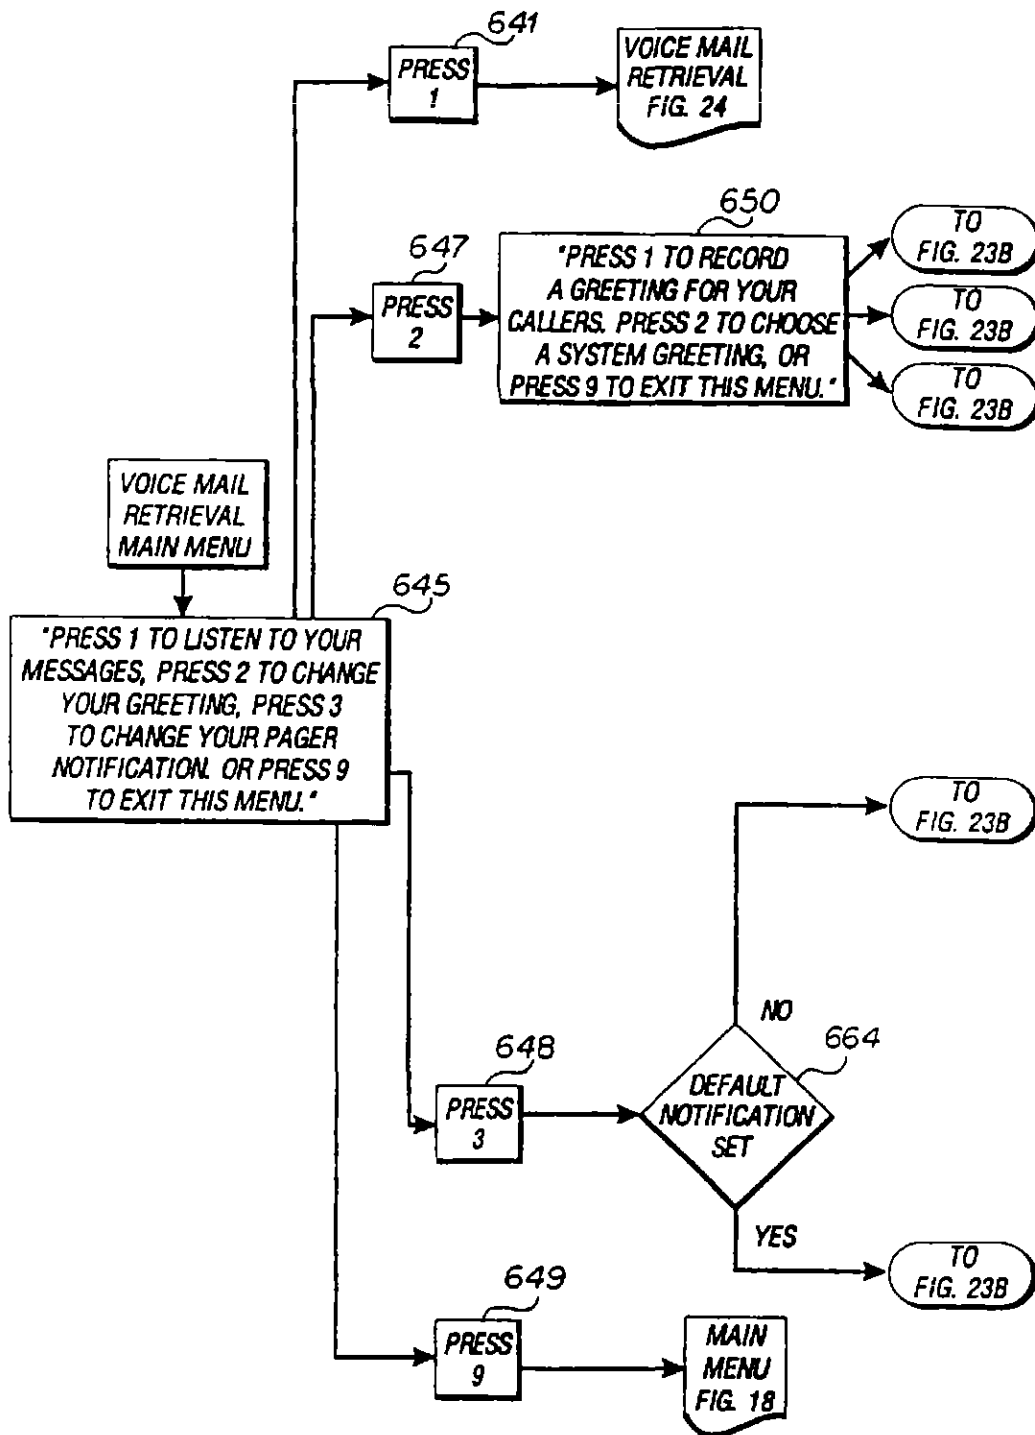 641
PRESS
1
VOICE MAIL
RETRIEVAL
FIG. 24
650
647
PRESS
2
"PRESS 1 TO RECORD
A GREETING FOR YOUR
CALLERS. PRESS 2 TO CHOOSE
A SYSTEM GREETING, OR
PRESS 9 TO EXIT THIS MENU."
TO
FIG. 23B
TO
FIG. 23B
TO
FIG. 23B
VOICE MAIL
RETRIEVAL
MAIN MENU
645
"PRESS 1 TO LISTEN TO YOUR
MESSAGES, PRESS 2 TO CHANGE
YOUR GREETING, PRESS 3
TO CHANGE YOUR PAGER
NOTIFICATION. OR PRESS 9
TO EXIT THIS MENU."
TO
FIG. 23B
NO
648
PRESS
3
664
DEFAULT
NOTIFICATION
SET
YES
TO
FIG. 23B
649
PRESS
9
MAIN
MENU
FIG. 18